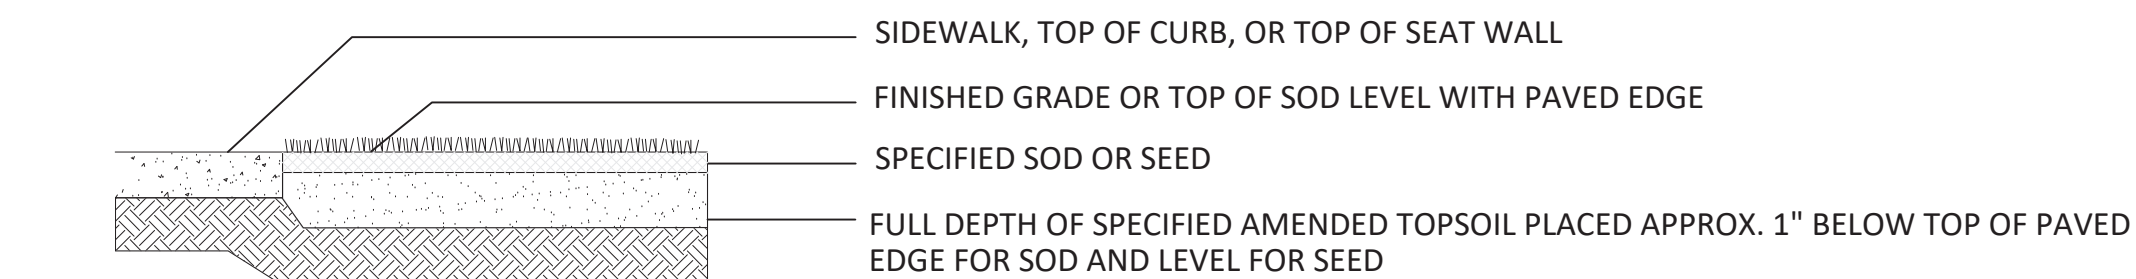 SIDEWALK, TOP OF CURB, OR TOP OF SEAT WALL
FINISHED GRADE OR TOP OF SOD LEVEL WITH PAVED EDGE
SPECIFIED SOD OR SEED
FULL DEPTH OF SPECIFIED AMENDED TOPSOIL PLACED APPROX. 1" BELOW TOP OF PAVED
EDGE FOR SOD AND LEVEL FOR SEED